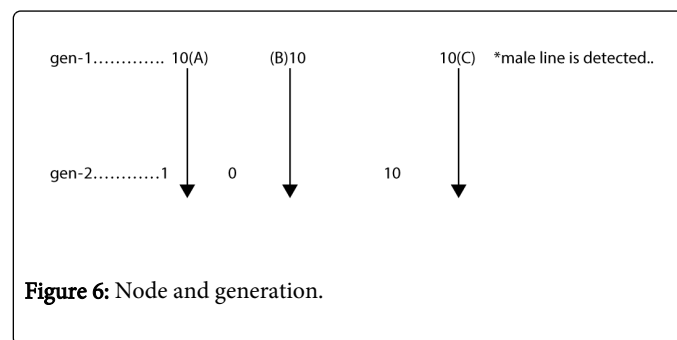 gen-1............. 10(A) (B)10 10(C) *male line is detected..
gen-2............1 0 10
Figure 6: Node and generation.